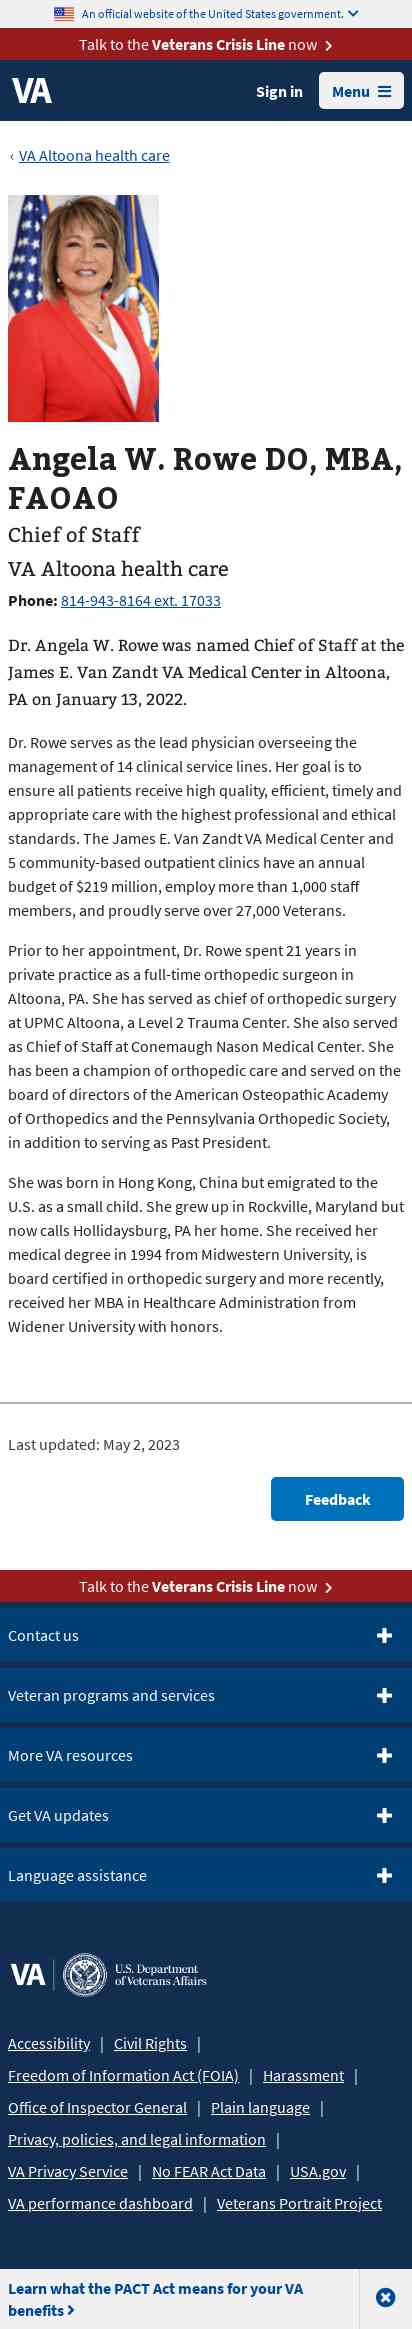 An official website of the United States government.
Talk to the Veterans Crisis Line now
VA
Sign in
Menu
‹ VA Altoona health care
Angela W. Rowe DO, MBA,
FAOAO
Chief of Staff
VA Altoona health care
Phone: 814-943-8164 ext. 17033
Dr. Angela W. Rowe was named Chief of Staff at the
James E. Van Zandt VA Medical Center in Altoona,
PA on January 13, 2022.
Dr. Rowe serves as the lead physician overseeing the
management of 14 clinical service lines. Her goal is to
ensure all patients receive high quality, efficient, timely and
appropriate care with the highest professional and ethical
standards. The James E. Van Zandt VA Medical Center and
5 community-based outpatient clinics have an annual
budget of $219 million, employ more than 1,000 staff
members, and proudly serve over 27,000 Veterans.
Prior to her appointment, Dr. Rowe spent 21 years in
private practice as a full-time orthopedic surgeon in
Altoona, PA. She has served as chief of orthopedic surgery
at UPMC Altoona, a Level 2 Trauma Center. She also served
as Chief of Staff at Conemaugh Nason Medical Center. She
has been a champion of orthopedic care and served on the
board of directors of the American Osteopathic Academy
of Orthopedics and the Pennsylvania Orthopedic Society,
in addition to serving as Past President.
She was born in Hong Kong, China but emigrated to the
U.S. as a small child. She grew up in Rockville, Maryland but
now calls Hollidaysburg, PA her home. She received her
medical degree in 1994 from Midwestern University, is
board certified in orthopedic surgery and more recently,
received her MBA in Healthcare Administration from
Widener University with honors.
Last updated: May 2, 2023
Feedback
Talk to the Veterans Crisis Line now
Contact us
Veteran programs and services
More VA resources
Get VA updates
Language assistance
VA
U.S. Department
of Veterans Affairs
Accessibility | Civil Rights |
Freedom of Information Act (FOIA) | Harassment |
Office of Inspector General | Plain language |
Privacy, policies, and legal information |
VA Privacy Service | No FEAR Act Data | USA.gov |
VA performance dashboard | Veterans Portrait Project
Learn what the PACT Act means for your VA
benefits